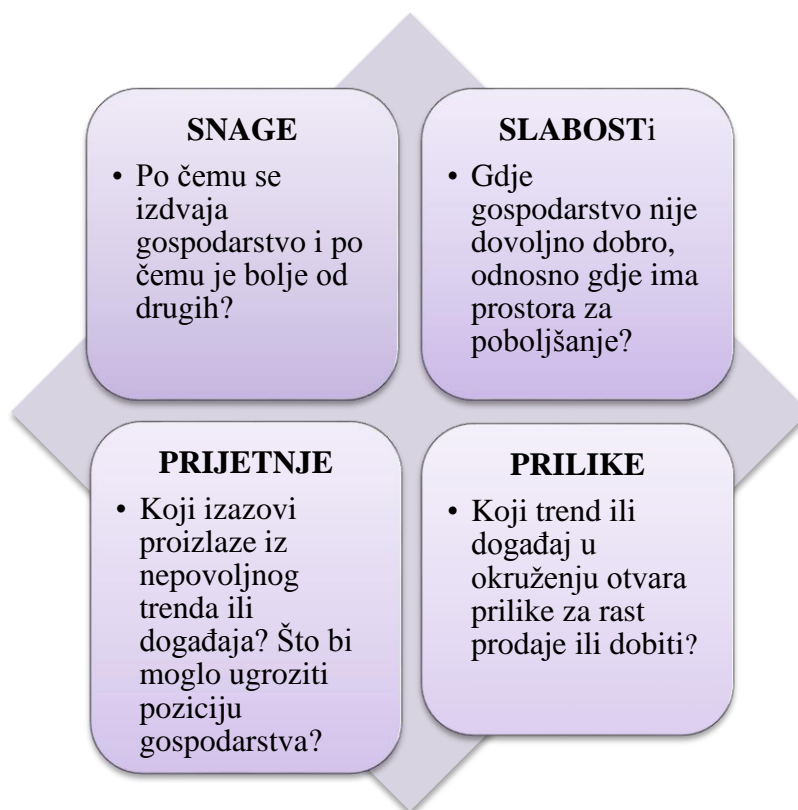 SNAGE
• Po čemu se
izdvaja
gospodarstvo i po
čemu je bolje od
drugih?
SLABOSTi
• Gdje
gospodarstvo nije
dovoljno dobro,
odnosno gdje ima
prostora za
poboljšanje?
PRIJETNJE
• Koji izazovi
proizlaze iz
nepovoljnog
trenda ili
događaja? Što bi
moglo ugroziti
poziciju
gospodarstva?
PRILIKE
• Koji trend ili
događaj u
okruženju otvara
prilike za rast
prodaje ili dobiti?